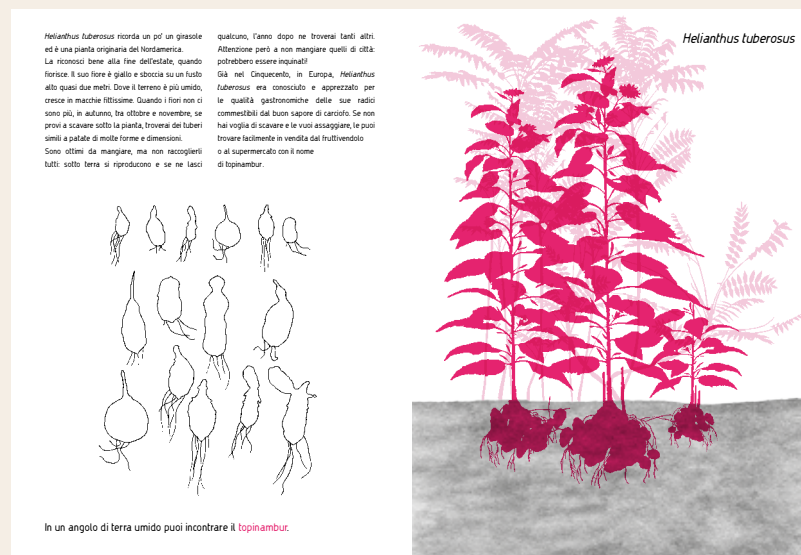 Helianthus tuberosus ricorda un po' un girasole
ed è una pianta originaria del Nordamerica.
La riconosci bene alla fine dell'estate, quando
fiorisce. Il suo fiore è giallo e sboccia su un fusto
alto quasi due metri. Dove il terreno è più umido,
cresce in macchie fittissime. Quando i fiori non ci
sono più, in autunno, tra ottobre e novembre, se
provi a scavare sotto la pianta, troverai dei tuberi
simili a patate di molte forme e dimensioni.
Sono ottimi da mangiare, ma non raccoglierli
tutti: sotto terra si riproducono e se ne lasci
qualcuno, l'anno dopo ne troverai tanti altri.
Attenzione però a non mangiare quelli di città:
potrebbero essere inquinati!
Già nel Cinquecento, in Europa, Helianthus
tuberosus era conosciuto e apprezzato per
le qualità gastronomiche delle sue radici
commestibili dal buon sapore di carciofo. Se non
hai voglia di scavare e le vuoi assaggiare, le puoi
trovare facilmente in vendita dal fruttivendolo
o al supermercato con il nome
di topinambur.
Helianthus tuberosus
In un angolo di terra umido puoi incontrare il topinambur.